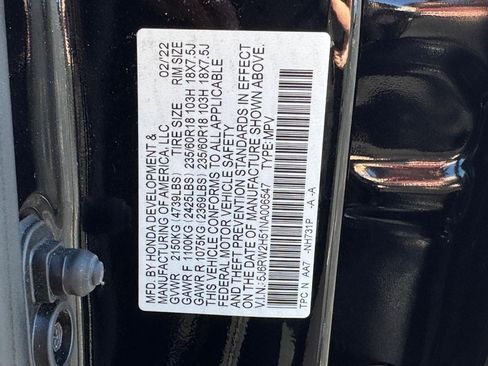 MFD. BY HONDA DEVELOPMENT & 02/'22
MANUFACTURING OF AMERICA, LLC.
GVWR 2150KG (4739LBS) TIRE SIZE RIM SIZE
GAWR F 1100KG (2425LBS) 235/60R18 103H 18X7.5J
GAWR R 1075KG (2369LBS) 235/60R18 103H 18X7.5J
THIS VEHICLE CONFORMS TO ALL APPLICABLE
FEDERAL MOTOR VEHICLE SAFETY
AND THEFT PREVENTION STANDARDS IN EFFECT
ON THE DATE OF MANUFACTURE SHOWN ABOVE.
V.I.N.: 5J6RW2H51NA006547 TYPE:MPV
TPC N AA7 -NH731P -A -A